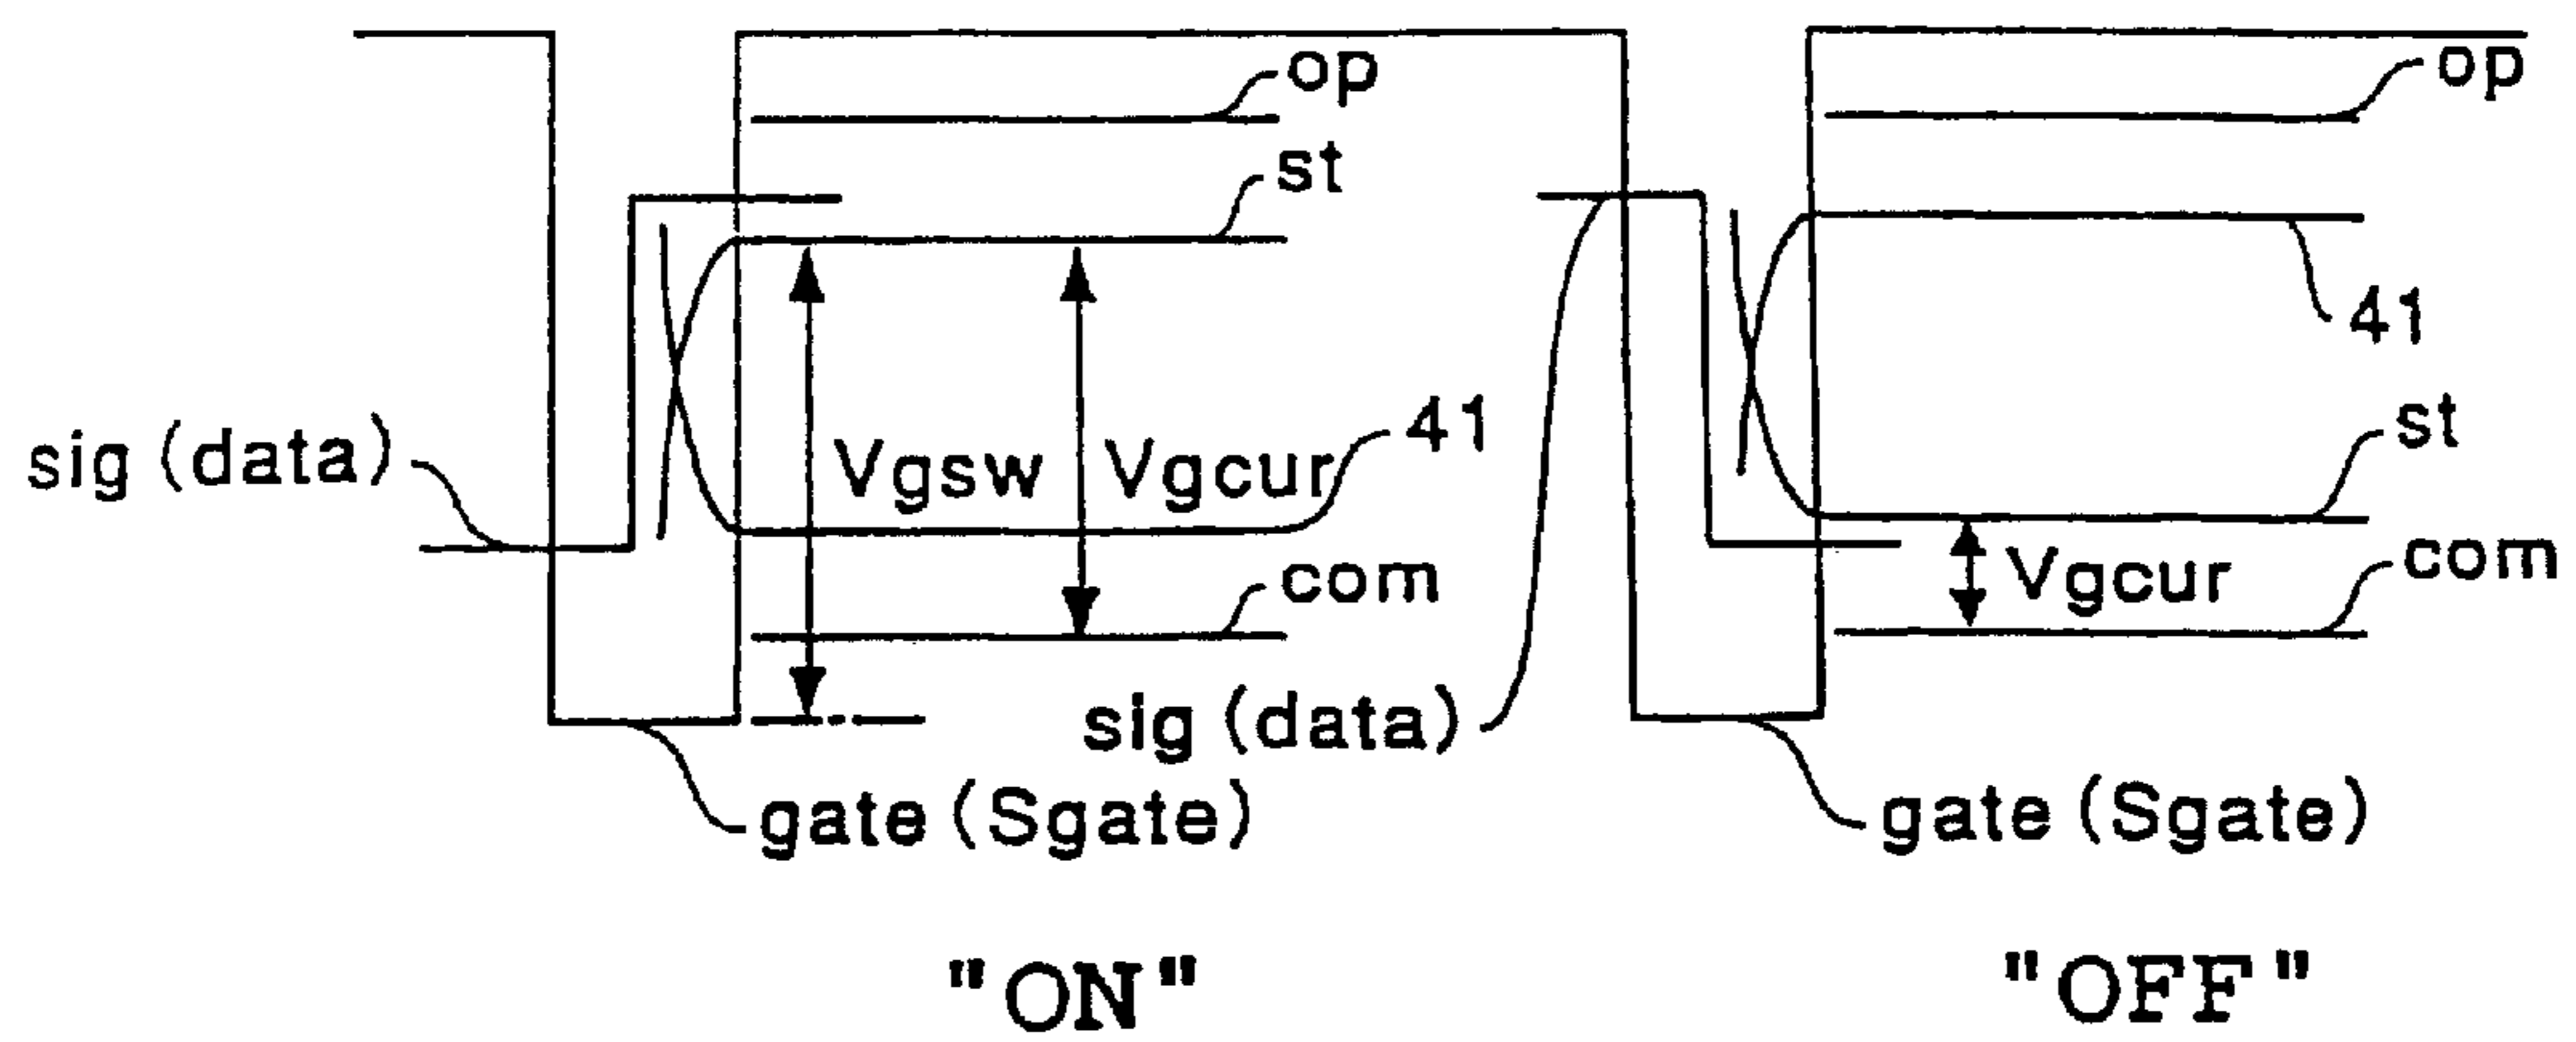 op
op
st
41
sig (data)
Vgsw
Vgcur
41
st
com
com
Vgcur
sig (data)
gate (Sgate)
gate (Sgate)
"ON"
"OFF"